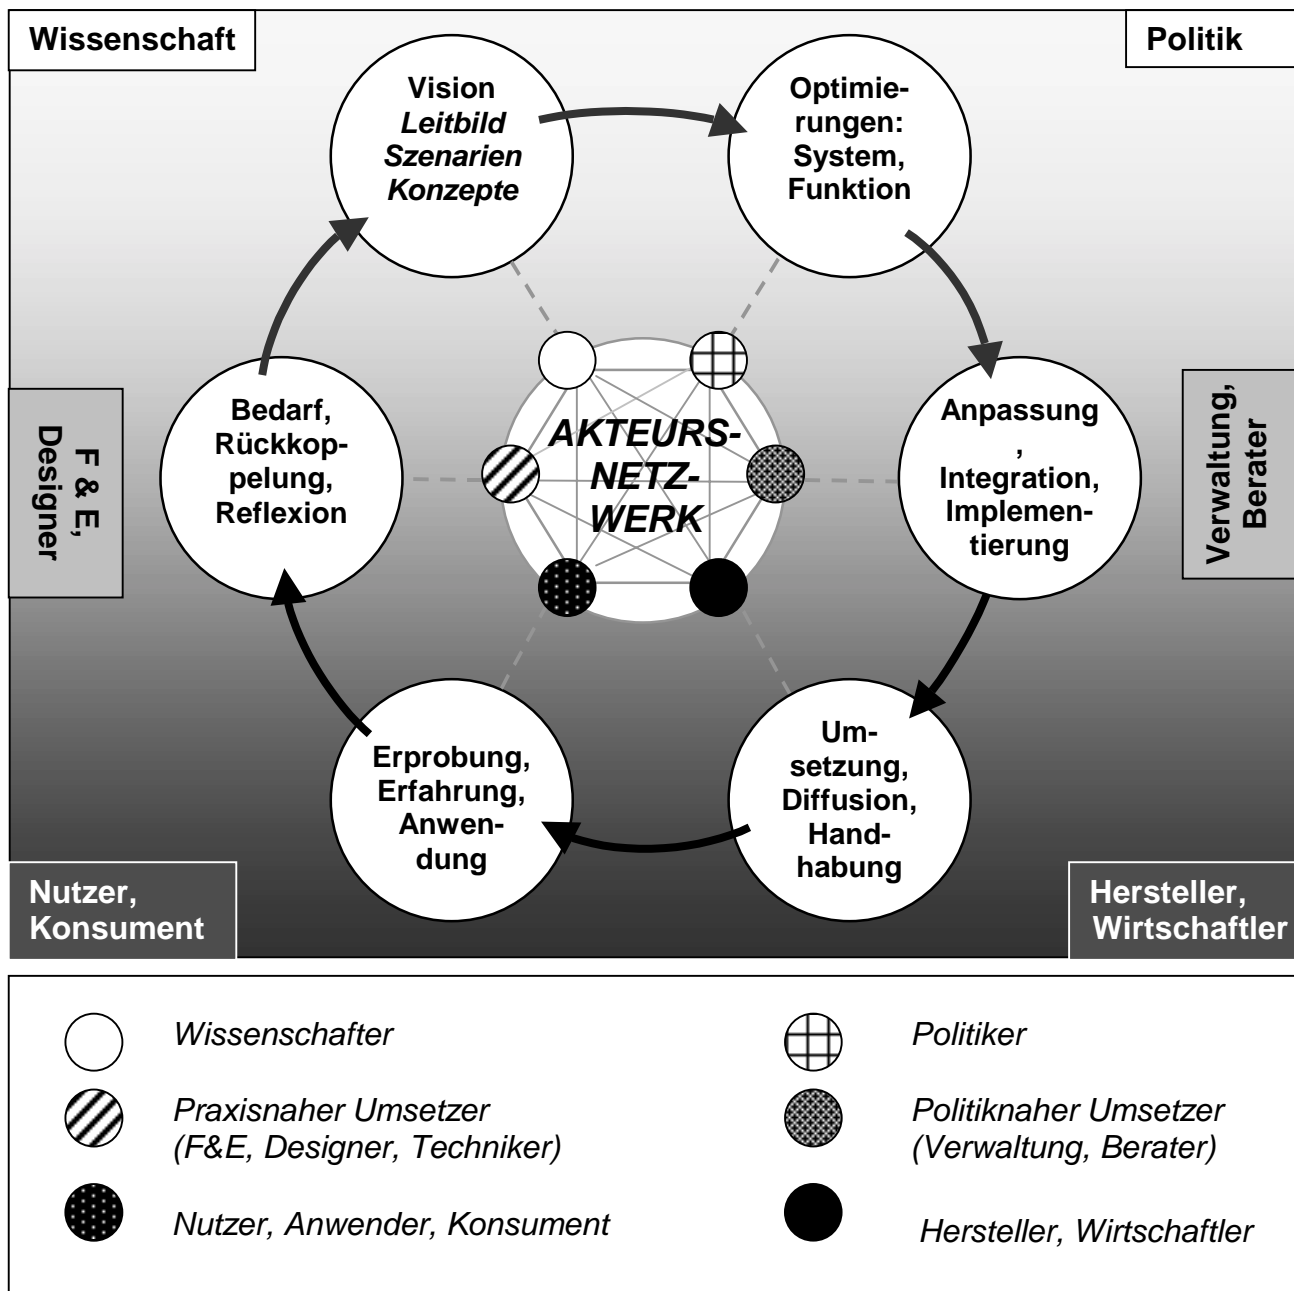 Wissenschaft
Politik
Vision
Leitbild
Szenarien
Konzepte
Optimie-
rungen:
System,
Funktion
F & E,
Designer
Bedarf,
Rückkop-
pelung,
Reflexion
AKTEURS-
NETZ-
WERK
Anpassung
,
Integration,
Implemen-
tierung
Verwaltung,
Berater
Erprobung,
Erfahrung,
Anwen-
dung
Um-
setzung,
Diffusion,
Hand-
habung
Nutzer,
Konsument
Hersteller,
Wirtschaftler
Wissenschafter
Politiker
Praxisnaher Umsetzer
(F&E, Designer, Techniker)
Politiknaher Umsetzer
(Verwaltung, Berater)
Nutzer, Anwender, Konsument
Hersteller, Wirtschaftler